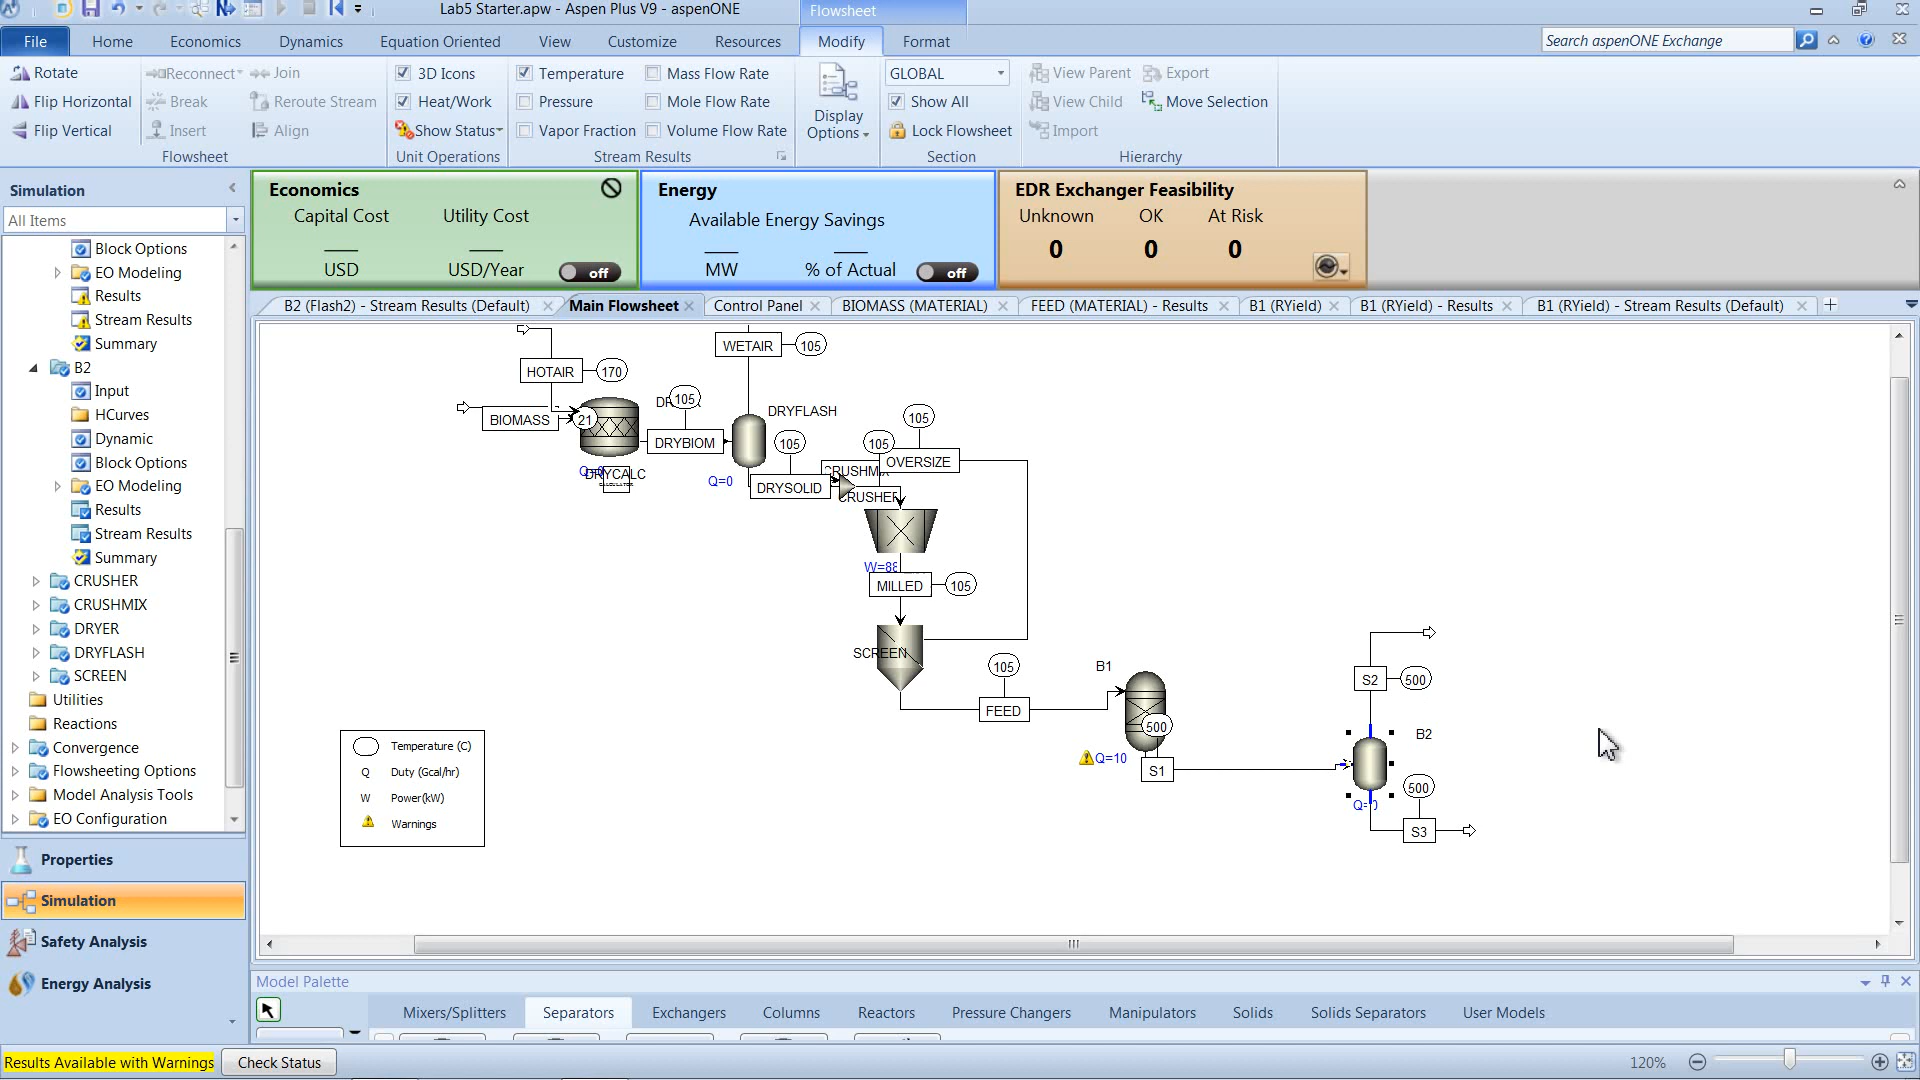 Lab5 Starter.apw - Aspen Plus V9 - aspenONE
Flowsheet
File Home Economics Dynamics Equation Oriented View Customize Resources Modify Format
Search aspenONE Exchange
Rotate Reconnect Join 3D Icons Temperature Mass Flow Rate GLOBAL View Parent Export
Flip Horizontal Break Reroute Stream Heat/Work Pressure Mole Flow Rate Show All View Child Move Selection
Flip Vertical Insert Align Show Status Vapor Fraction Volume Flow Rate Display Options Lock Flowsheet Import
Flowsheet Unit Operations Stream Results Section Hierarchy
Simulation
All Items
Economics
Capital Cost Utility Cost
USD USD/Year off
Energy
Available Energy Savings
MW % of Actual off
EDR Exchanger Feasibility
Unknown OK At Risk
0 0 0
B2 (Flash2) - Stream Results (Default) Main Flowsheet Control Panel BIOMASS (MATERIAL) FEED (MATERIAL) - Results B1 (RYield) B1 (RYield) - Results B1 (RYield) - Stream Results (Default)
Block Options
EO Modeling
Results
Stream Results
Summary
B2
Input
HCurves
Dynamic
Block Options
EO Modeling
Results
Stream Results
Summary
CRUSHER
CRUSHMIX
DRYER
DRYFLASH
SCREEN
Utilities
Reactions
Convergence
Flowsheeting Options
Model Analysis Tools
EO Configuration
Properties
Simulation
Safety Analysis
Energy Analysis
WETAIR 105
HOTAIR 170
BIOMASS 21
105
DRYBIOM
DRYFLASH
DRYCALC
CALCULATOR
Q=0
105
DRYSOLID
105
CRUSHMIX
105
OVERSIZE
CRUSHER
W=88
MILLED 105
SCREEN
105
FEED
B1
500
Q=10
S1
S2 500
B2
500
S3
Temperature (C)
Q Duty (Gcal/hr)
W Power(kW)
Warnings
Model Palette
Mixers/Splitters Separators Exchangers Columns Reactors Pressure Changers Manipulators Solids Solids Separators User Models
Results Available with Warnings Check Status 120%